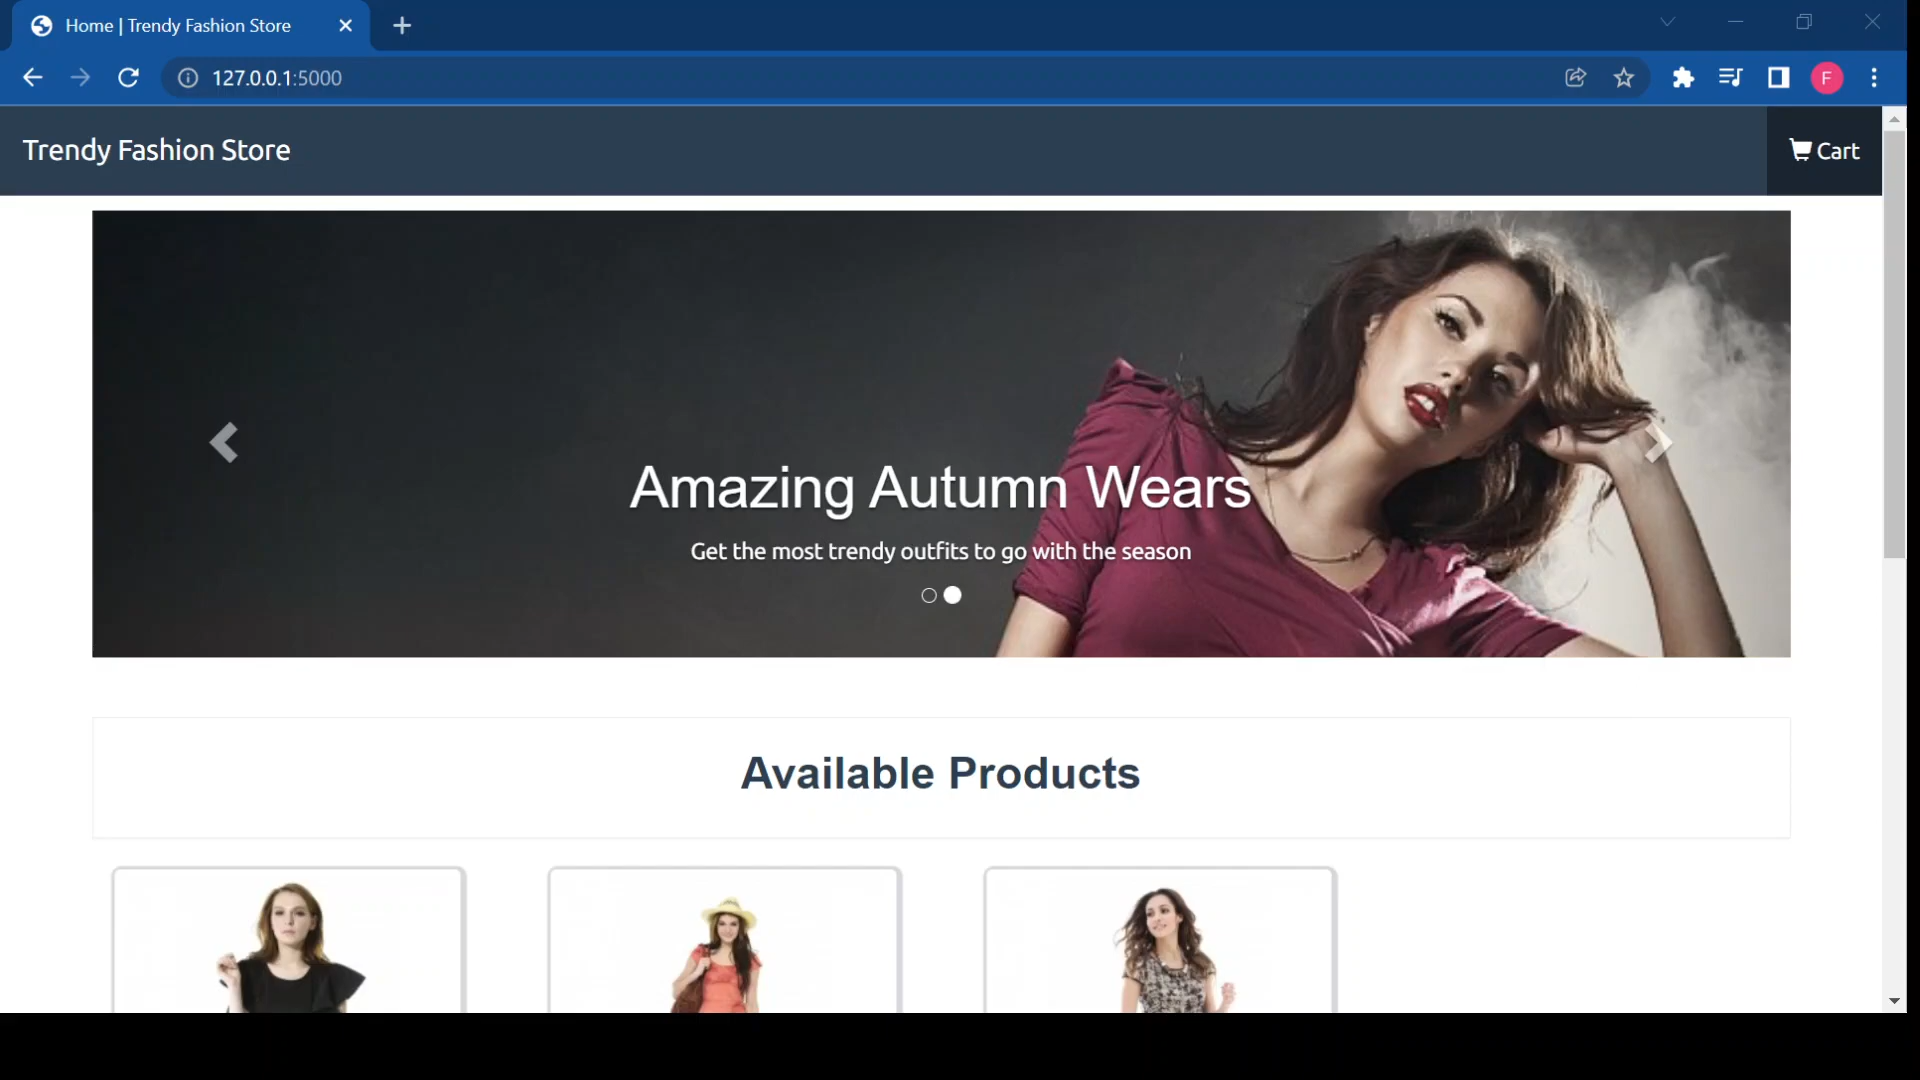 Home | Trendy Fashion Store
127.0.0.1:5000
F
Trendy Fashion Store
Cart
Amazing Autumn Wears
Get the most trendy outfits to go with the season
Available Products